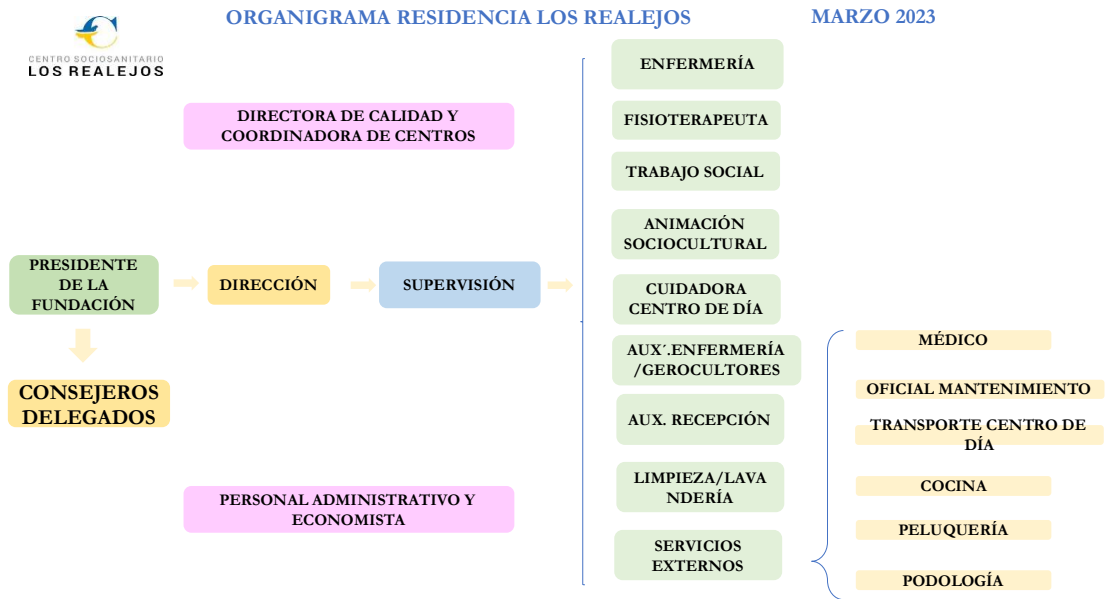 ORGANIGRAMA RESIDENCIA LOS REALEJOS
MARZO 2023
CENTRO SOCIOSANITARIO
LOS REALEJOS
DIRECTORA DE CALIDAD Y
COORDINADORA DE CENTROS
PRESIDENTE
DE LA
FUNDACIÓN
DIRECCIÓN
SUPERVISIÓN
CONSEJEROS
DELEGADOS
PERSONAL ADMINISTRATIVO Y
ECONOMISTA
ENFERMERÍA
FISIOTERAPEUTA
TRABAJO SOCIAL
ANIMACIÓN
SOCIOCULTURAL
CUIDADORA
CENTRO DE DÍA
AUX´.ENFERMERÍA
/GEROCULTORES
AUX. RECEPCIÓN
LIMPIEZA/LAVA
NDERÍA
SERVICIOS
EXTERNOS
MÉDICO
OFICIAL MANTENIMIENTO
TRANSPORTE CENTRO DE
DÍA
COCINA
PELUQUERÍA
PODOLOGÍA